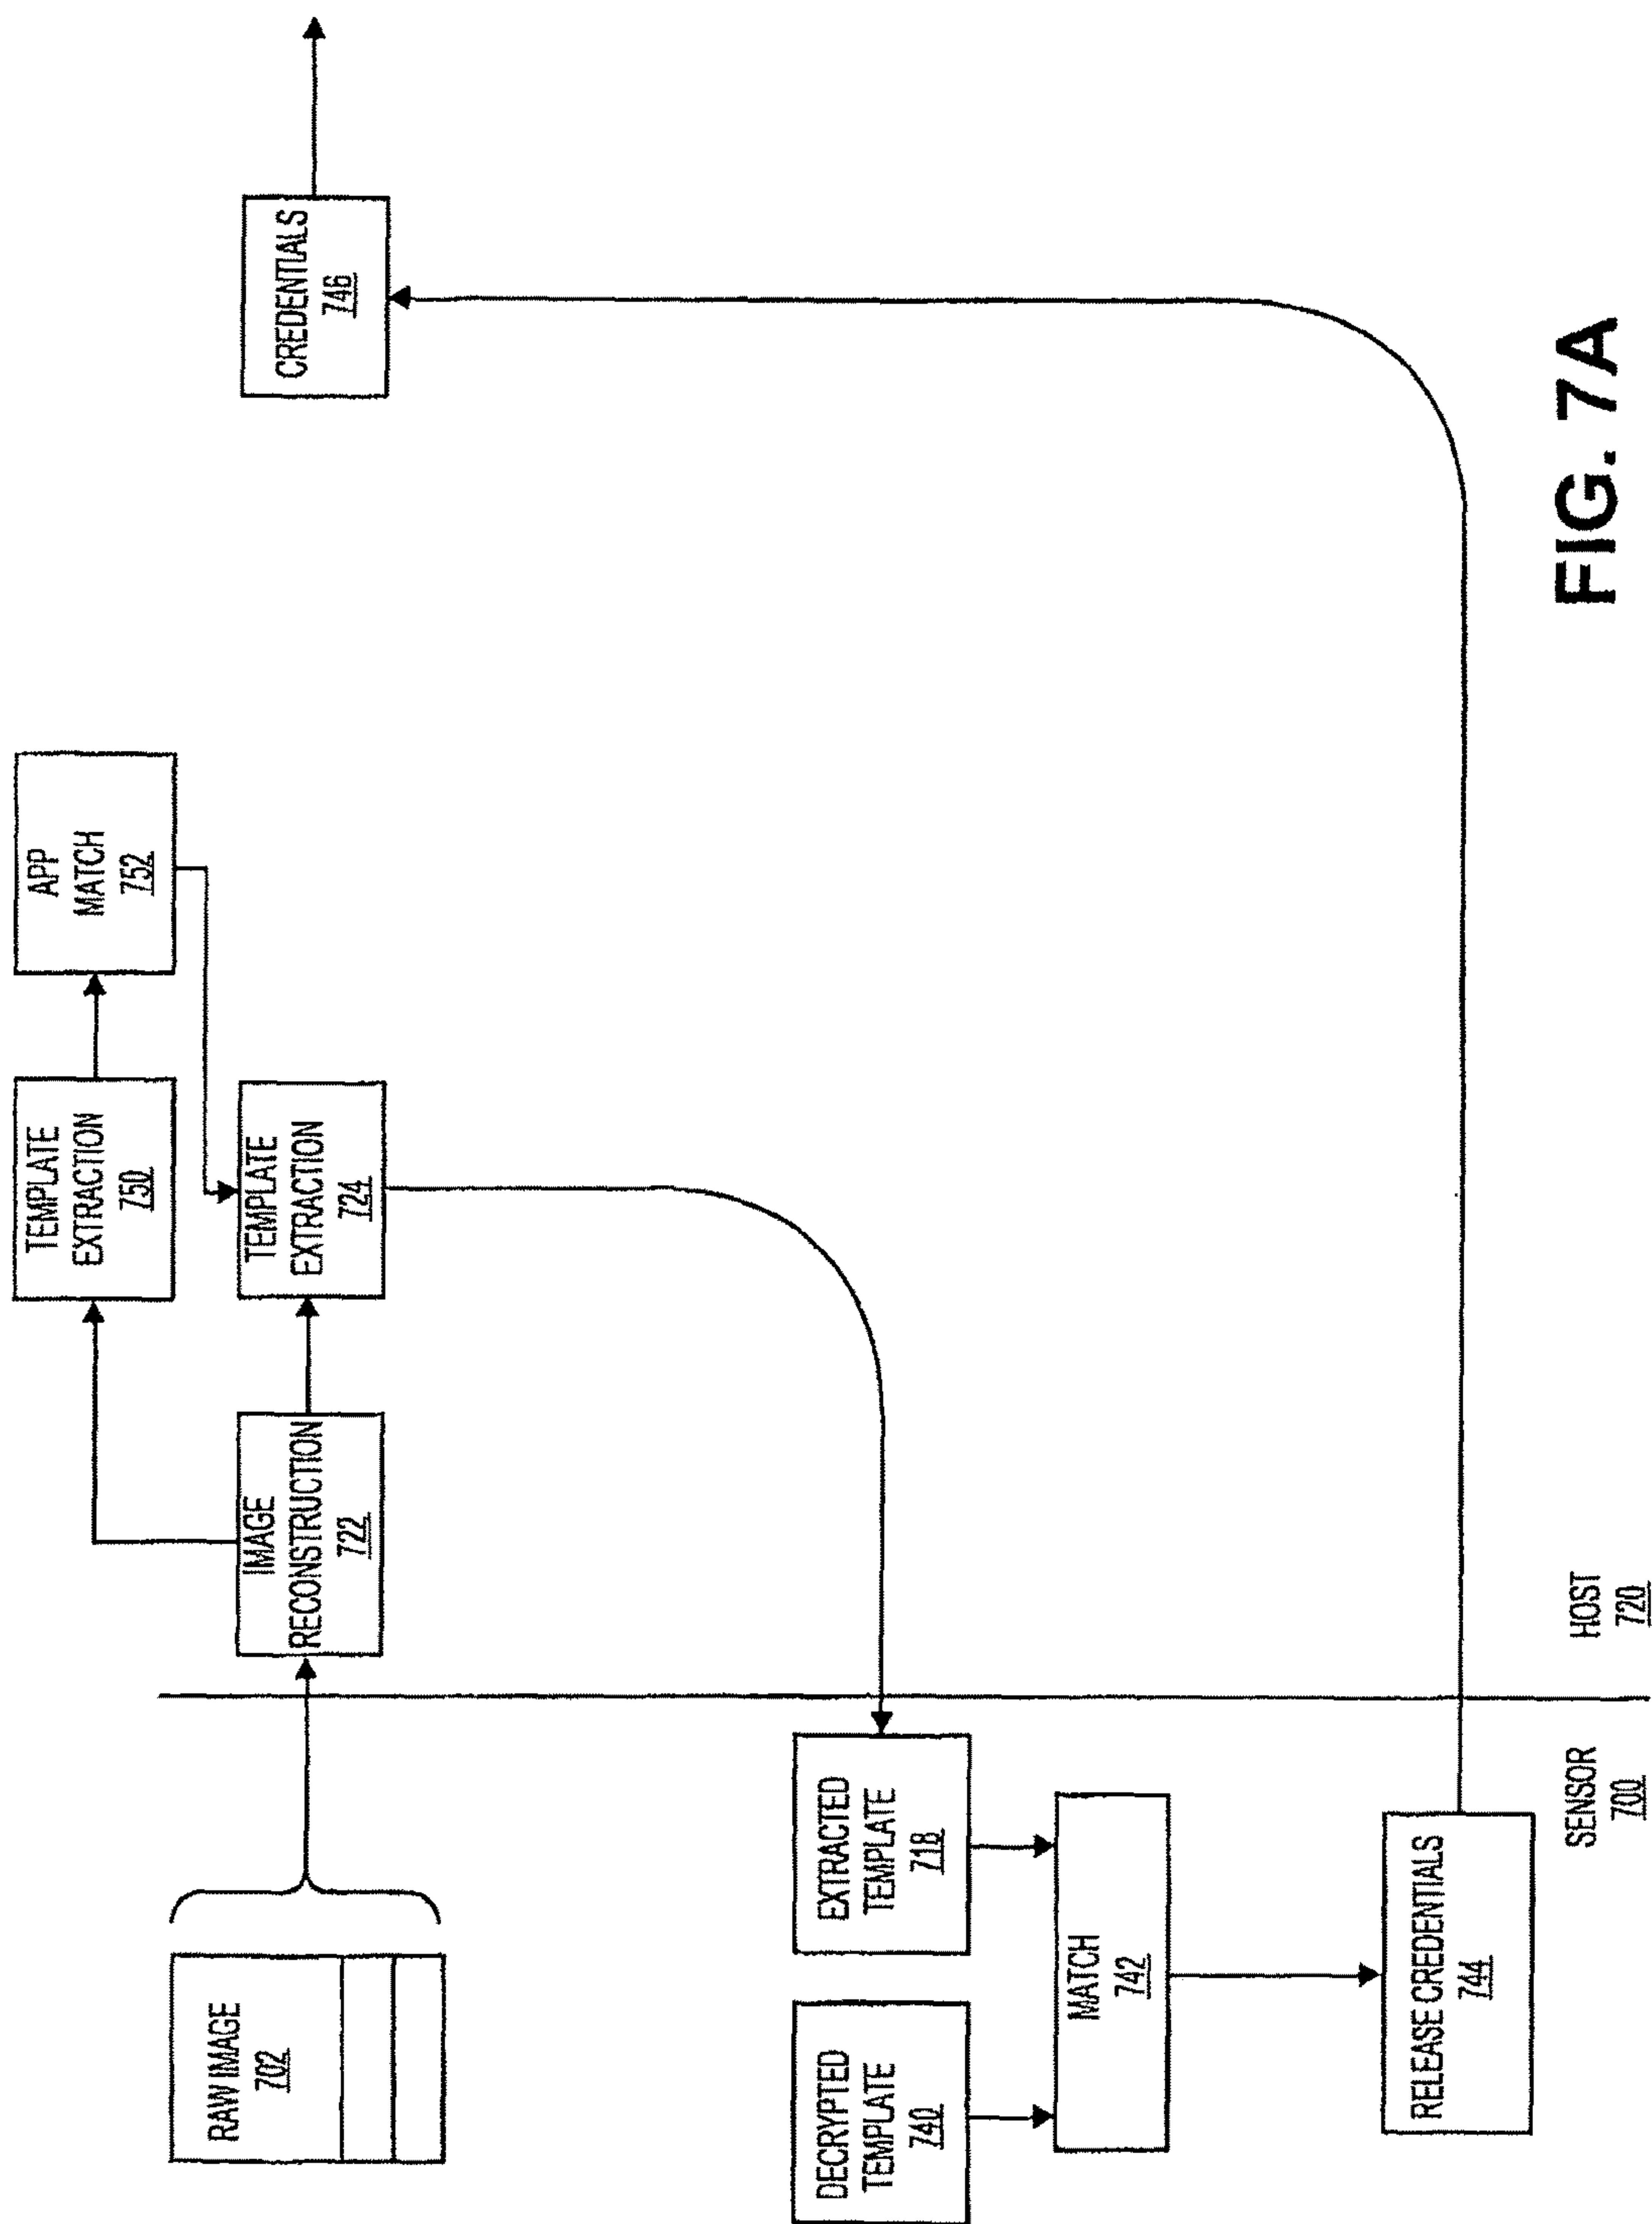 RAW IMAGE
702
IMAGE
RECONSTRUCTION
722
TEMPLATE
EXTRACTION
750
APP
MATCH
752
TEMPLATE
EXTRACTION
724
CREDENTIALS
746
DECRYPTED
TEMPLATE
740
EXTRACTED
TEMPLATE
718
MATCH
742
RELEASE CREDENTIALS
744
SENSOR
700
HOST
720
FIG. 7A